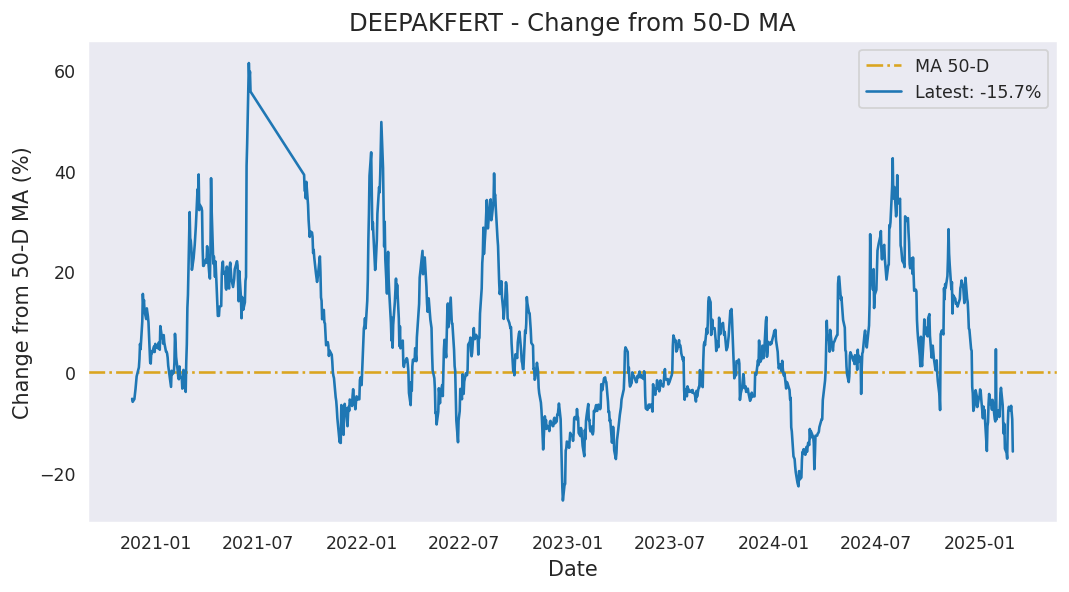 DEEPAKFERT - Change from 50-D MA
MA 50-D
Latest: -15.7%
Change from 50-D MA (%)
60
40
20
0
−20
2021-01 2021-07 2022-01 2022-07 2023-01 2023-07 2024-01 2024-07 2025-01
Date